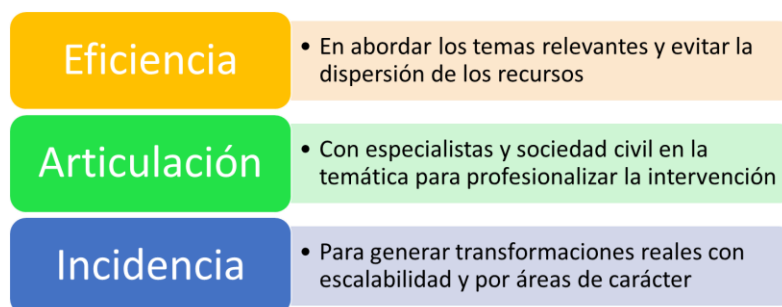 Eficiencia
• En abordar los temas relevantes y evitar la
dispersión de los recursos
Articulación
• Con especialistas y sociedad civil en la
temática para profesionalizar la intervención
Incidencia
• Para generar transformaciones reales con
escalabilidad y por áreas de carácter